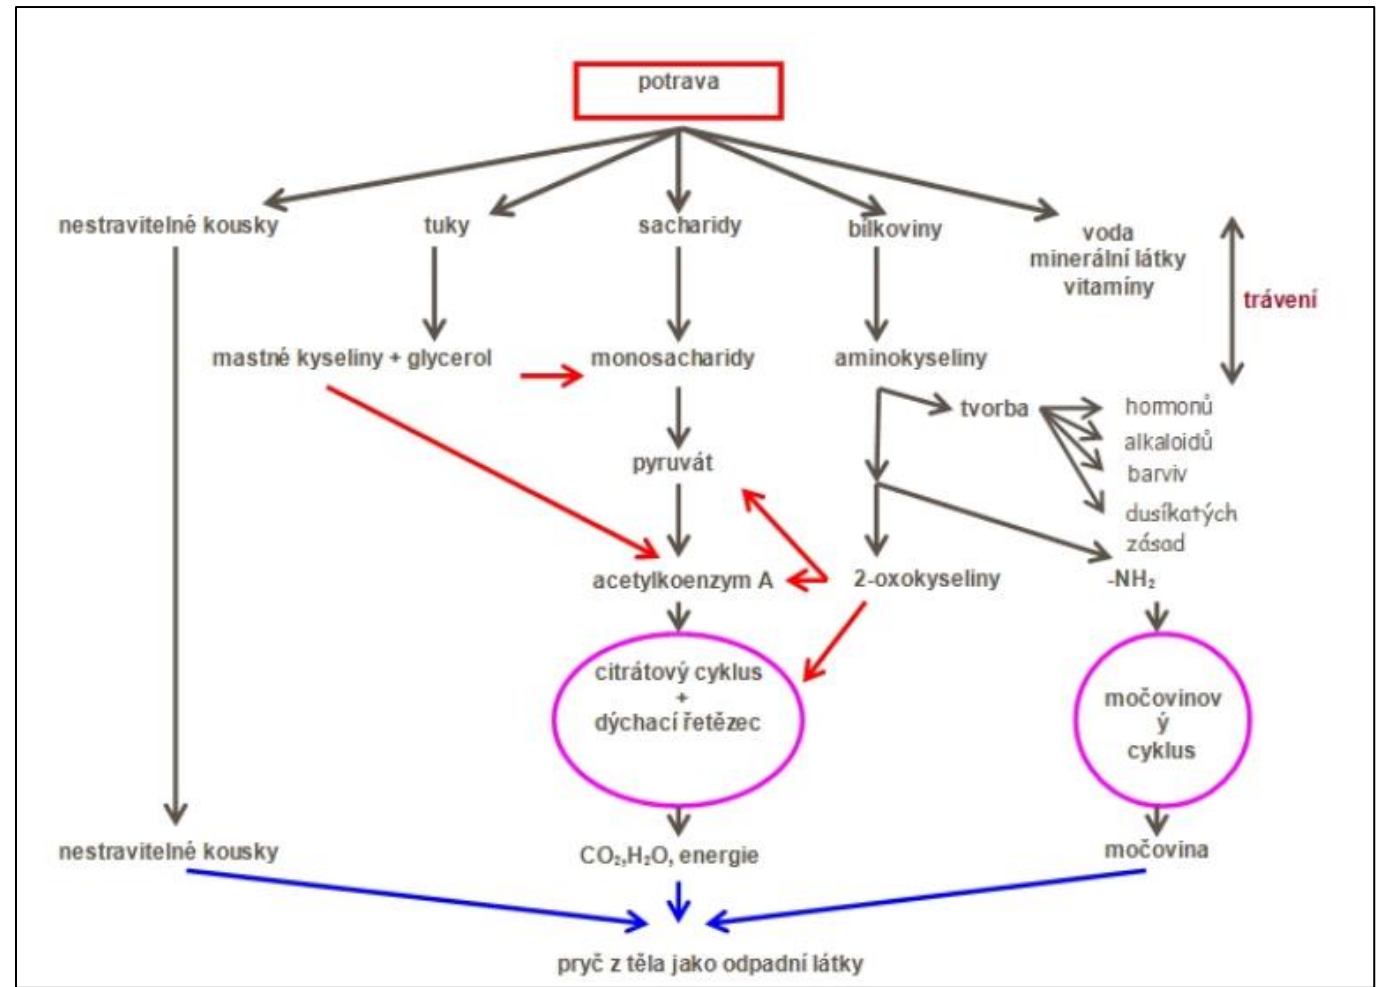 potrava
nestravitelné kousky
tuky
sacharidy
bílkoviny
voda
minerální látky
vitamíny
trávení
mastné kyseliny + glycerol
monosacharidy
aminokyseliny
tvorba
hormonů
alkaloidů
barviv
dusíkatých
zásad
pyruvát
acetylkoenzym A
2-oxokyseliny
-NH₂
citrátový cyklus
+
dýchací řetězec
močovinov
ý
cyklus
nestravitelné kousky
CO₂,H₂O, energie
močovina
pryč z těla jako odpadní látky